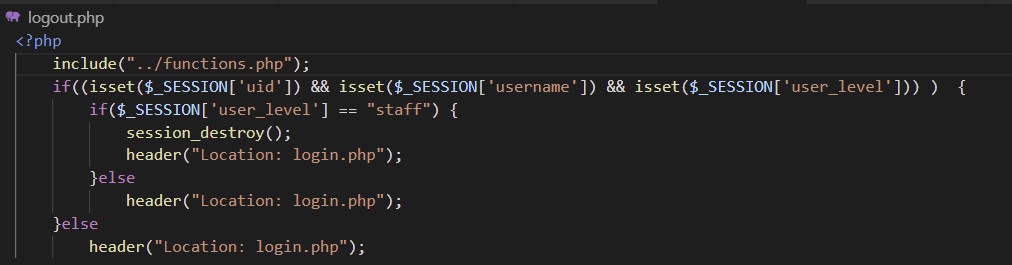 logout.php
<?php
include("../functions.php");
if((isset($_SESSION['uid']) && isset($_SESSION['username']) && isset($_SESSION['user_level'])) )  {
if($_SESSION['user_level'] == "staff") {
session_destroy();
header("Location: login.php");
}else
header("Location: login.php");
}else
header("Location: login.php");